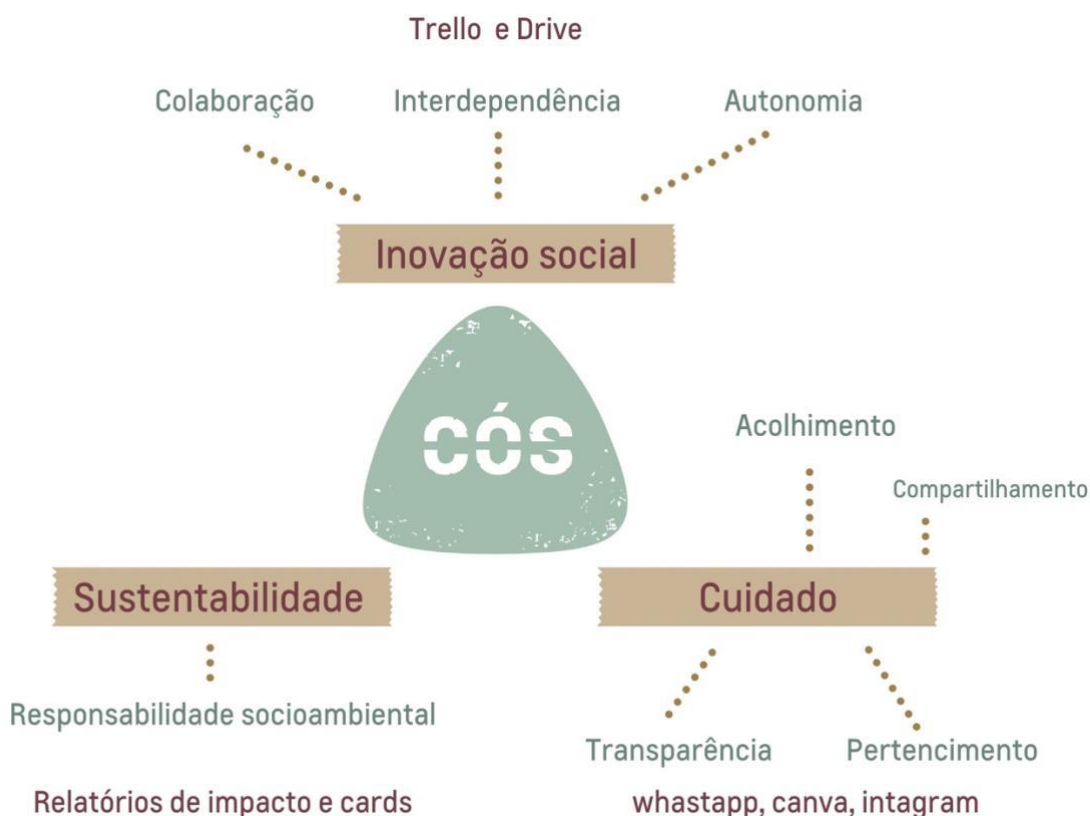 Trello e Drive
Colaboração
Interdependência
Autonomia
Inovação social
CÓS
Acolhimento
Compartilhamento
Sustentabilidade
Cuidado
Responsabilidade socioambiental
Transparência
Pertencimento
Relatórios de impacto e cards
whastapp, canva, intagram